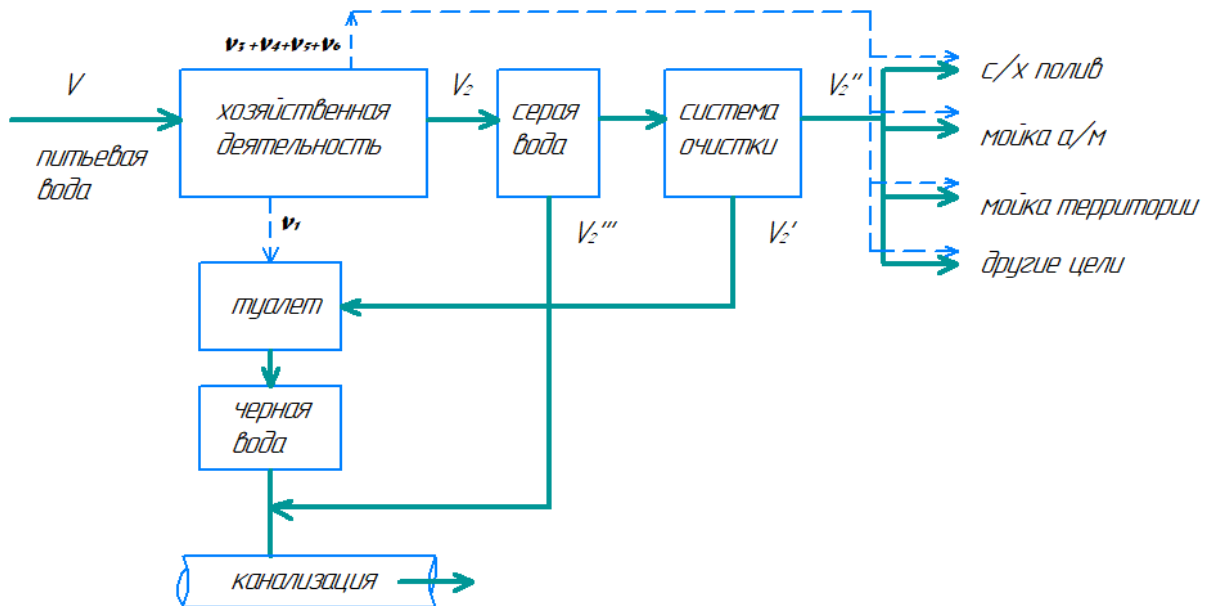 v₃+v₄+v₅+v₆
V
питьевая
вода
хозяйственная
деятельность
V₂
серая
вода
система
очистки
V₂''
с/х полив
мойка а/м
мойка территории
другие цели
v₁
V₂'''
V₂'
туалет
черная
вода
канализация